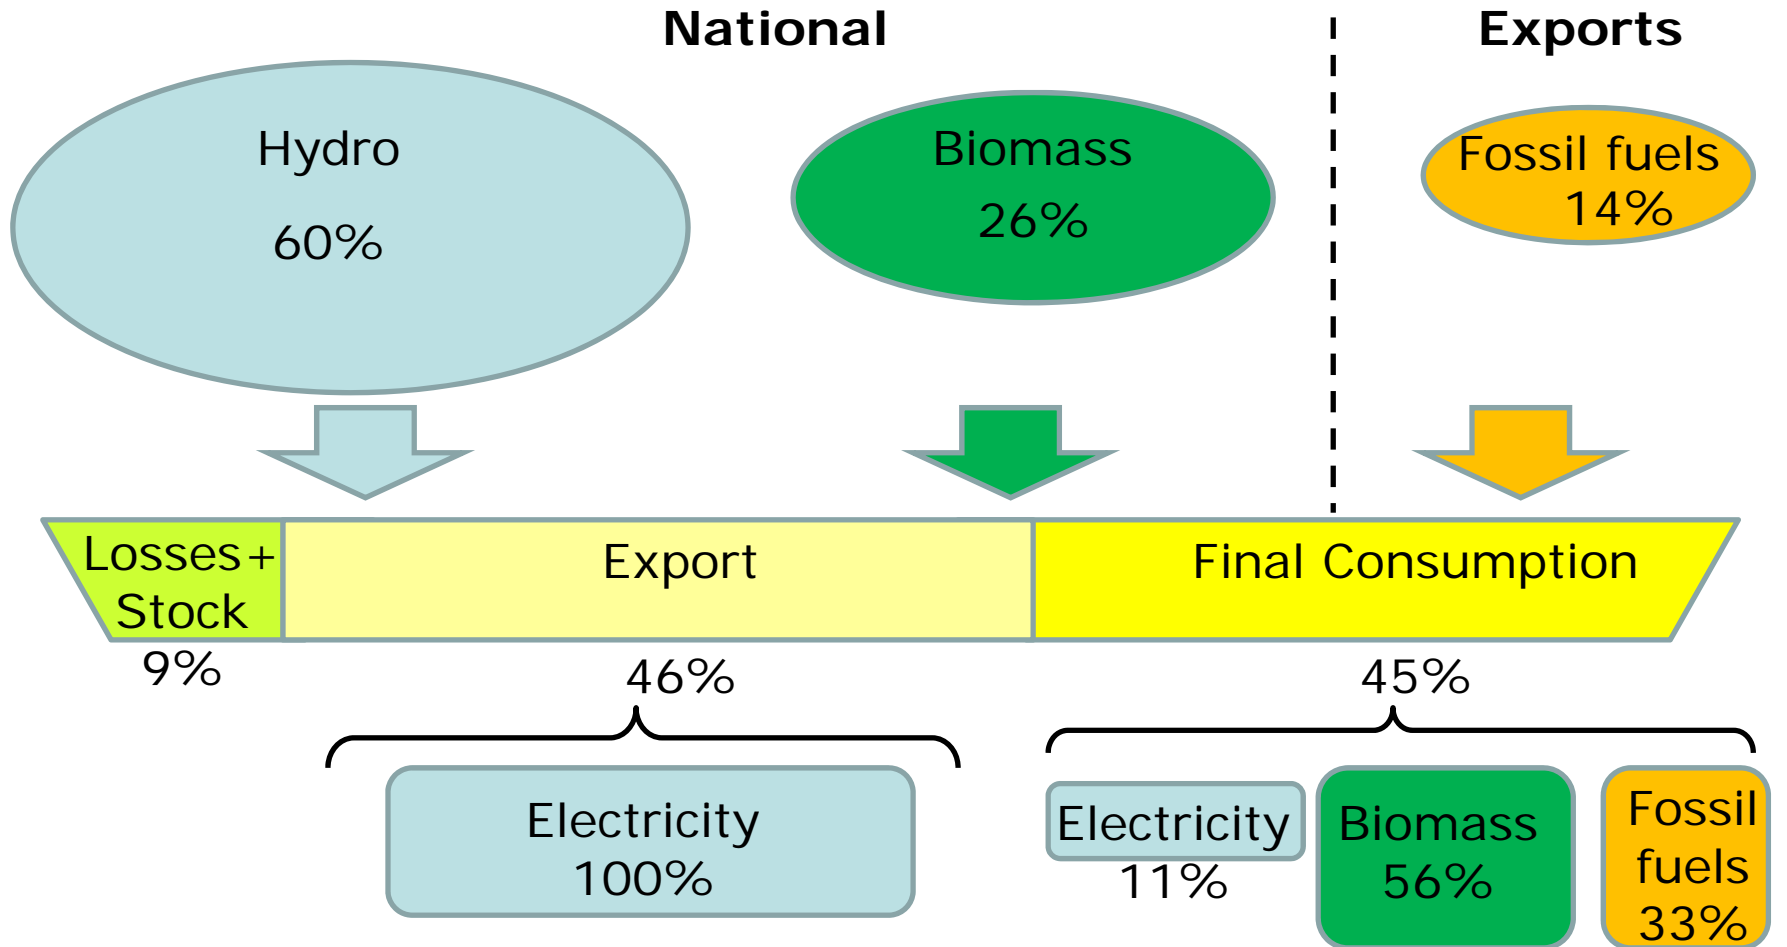 National
Exports
Hydro
60%
Biomass
26%
Fossil fuels
14%
Losses+
Stock
9%
Export
46%
Final Consumption
45%
Electricity
100%
Electricity
11%
Biomass
56%
Fossil
fuels
33%